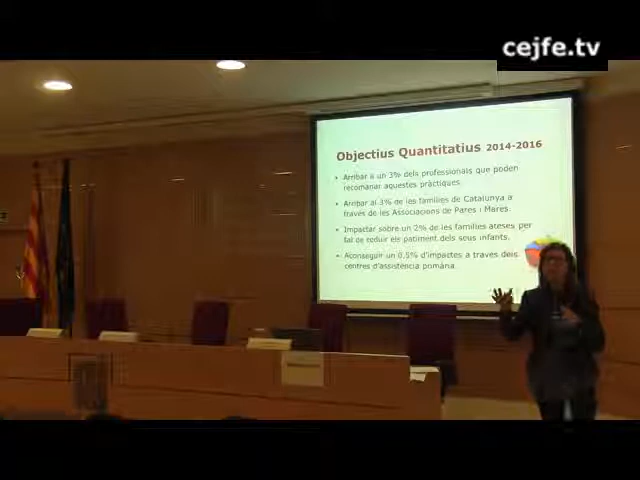 cejfe.tv
Objectius Quantitatius 2014-2016
• Arribar a un 3% dels professionals que poden
recomanar aquestes pràctiques.
• Arribar al 3% de les famílies de Catalunya a
través de les Associacions de Pares i Mares.
• Impactar sobre un 2% de les famílies ateses per
tal de reduir els patiment dels seus infants.
• Aconseguir un 0,5% d'impactes a través dels
centres d'assistència primària.